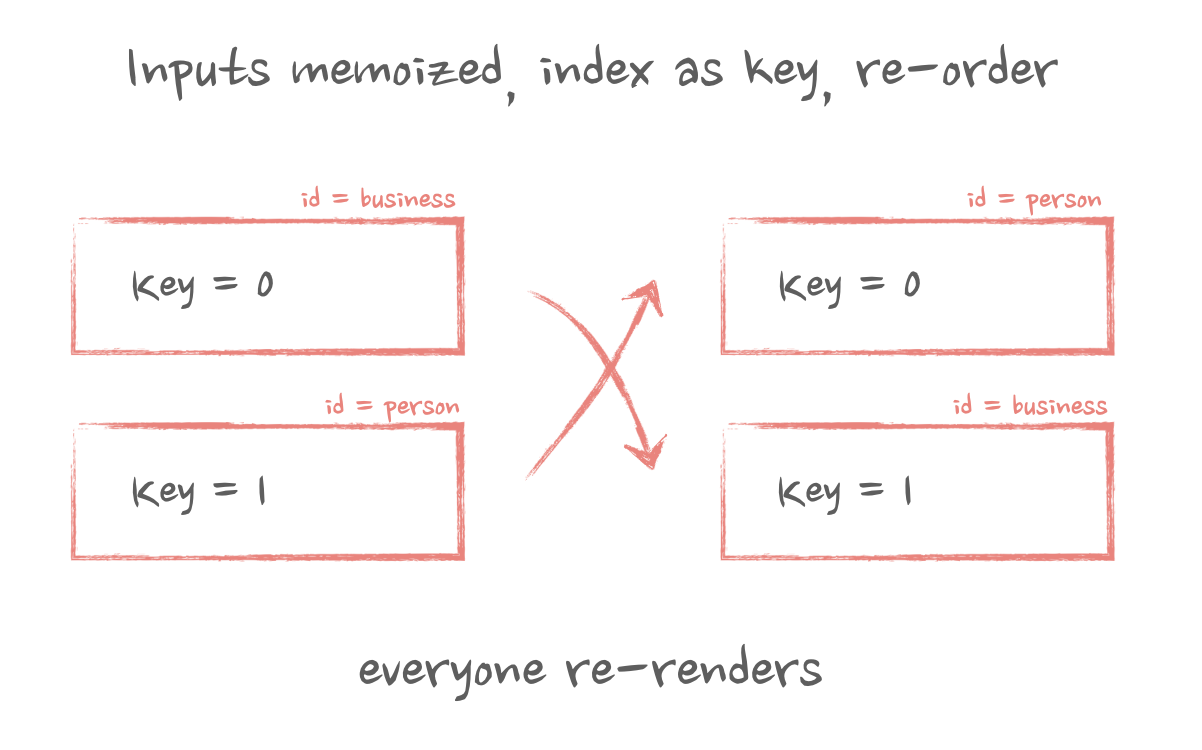 Inputs memoized, index as key, re-order
id = business
id = person
key = 0
key = 0
id = person
id = business
key = 1
key = 1
everyone re-renders